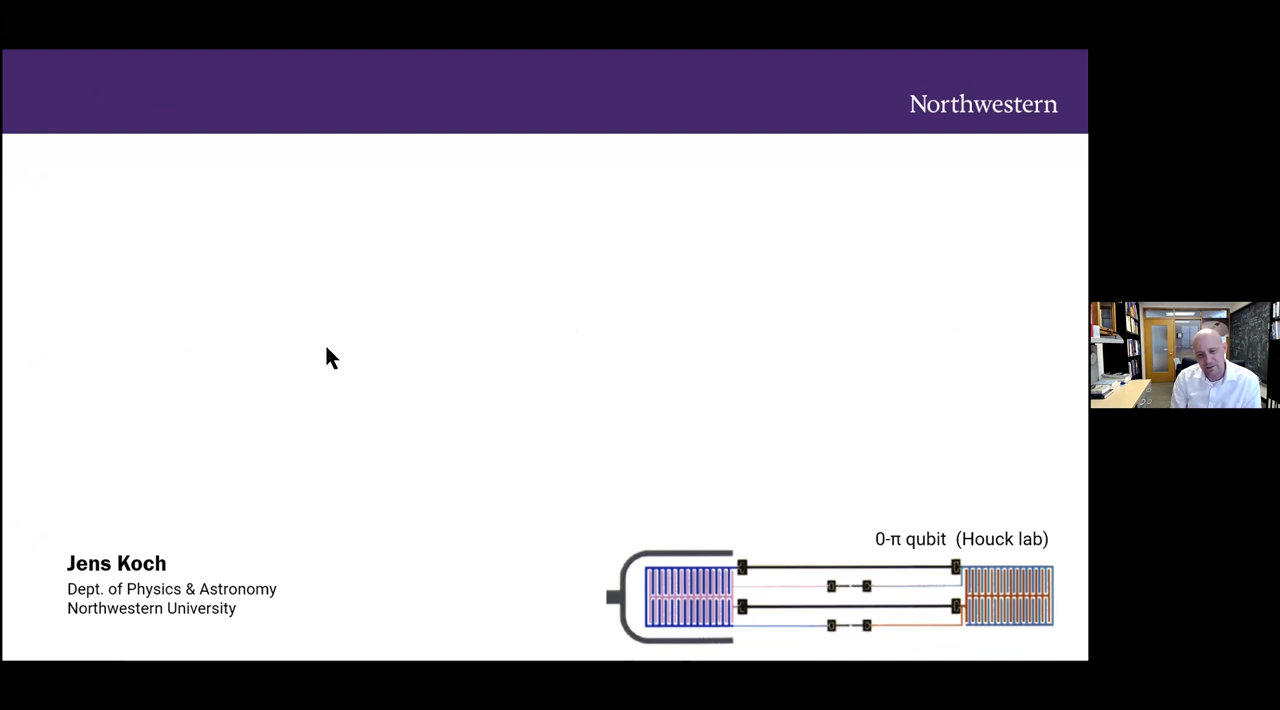 Northwestern
0-π qubit (Houck lab)
Jens Koch
Dept. of Physics & Astronomy
Northwestern University